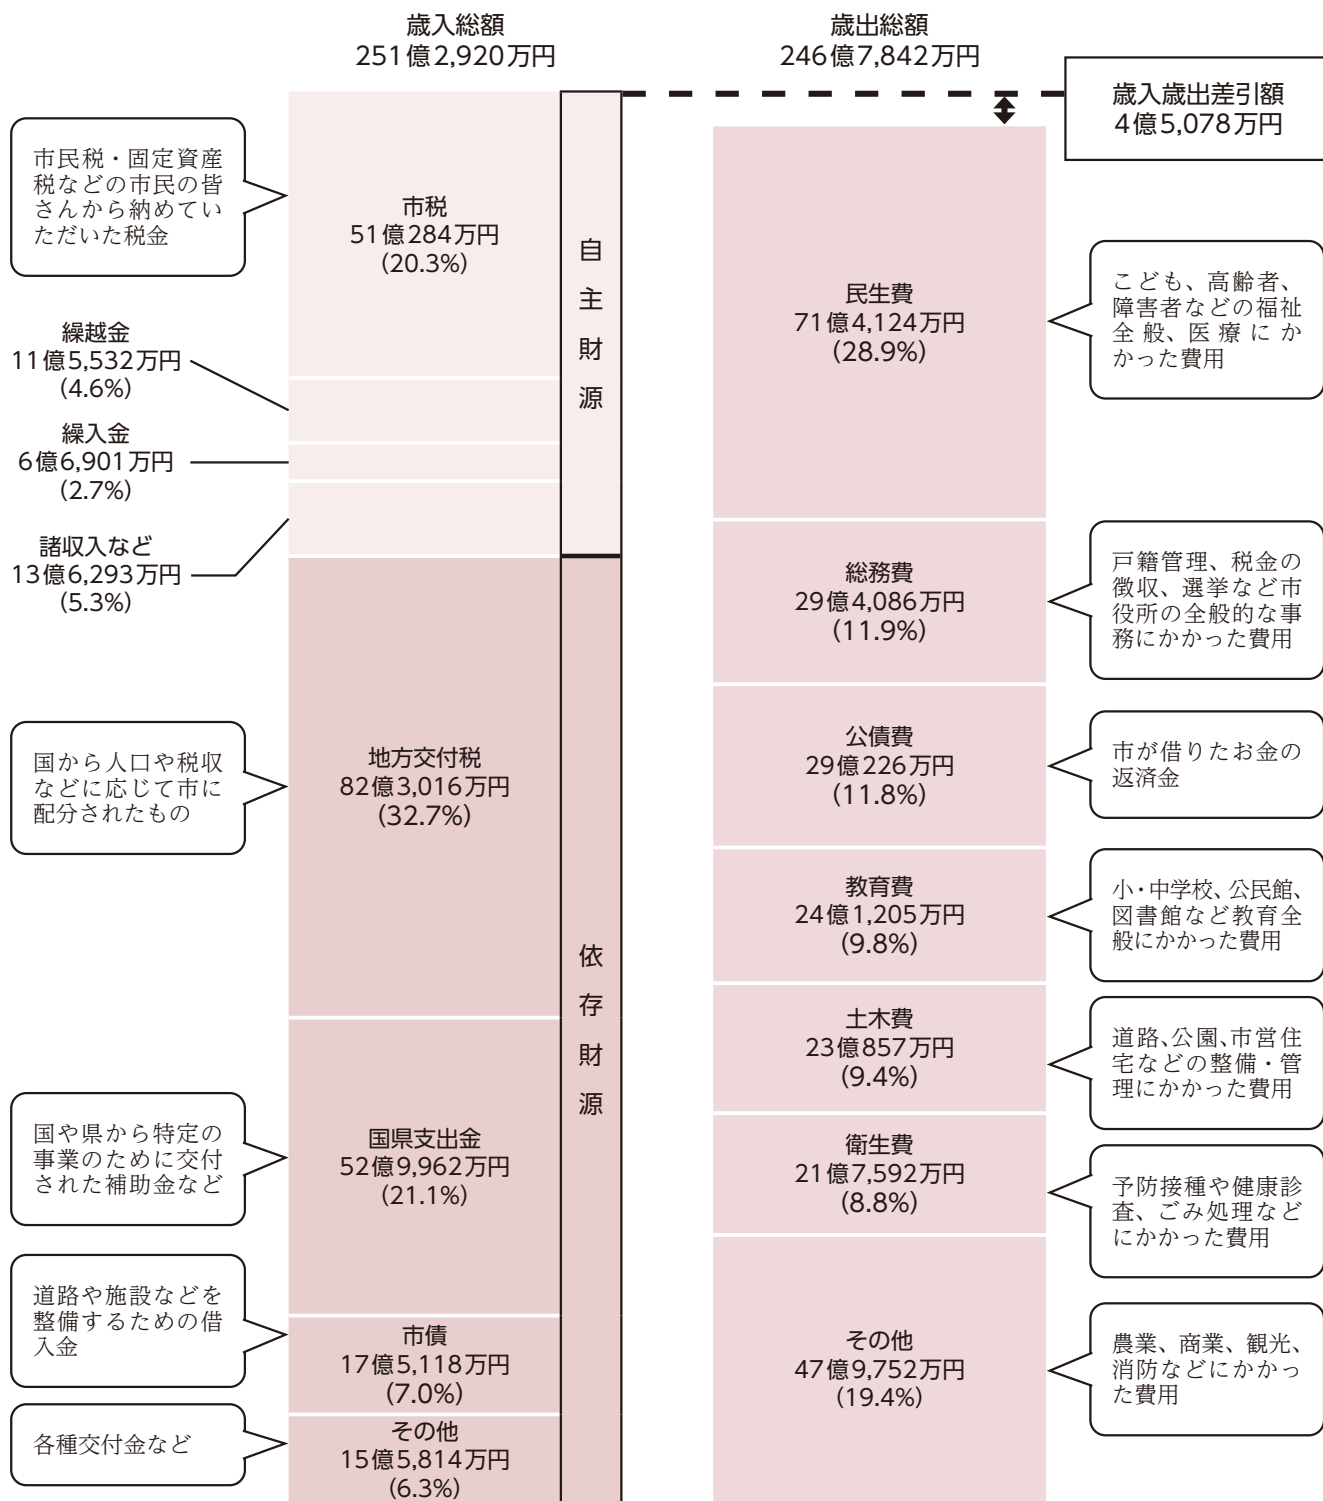 歳入総額
251億2,920万円
歳出総額
246億7,842万円
歳入歳出差引額
4億5,078万円
市民税・固定資産
税などの市民の皆
さんから納めてい
ただいた税金
市税
51億284万円
(20.3%)
繰越金
11億5,532万円
(4.6%)
繰入金
6億6,901万円
(2.7%)
諸収入など
13億6,293万円
(5.3%)
自主財源
国から人口や税収
などに応じて市に
配分されたもの
地方交付税
82億3,016万円
(32.7%)
国や県から特定の
事業のために交付
された補助金など
国県支出金
52億9,962万円
(21.1%)
道路や施設などを
整備するための借
入金
市債
17億5,118万円
(7.0%)
各種交付金など
その他
15億5,814万円
(6.3%)
依存財源
民生費
71億4,124万円
(28.9%)
こども、高齢者、
障害者などの福祉
全般、医療にか
かった費用
総務費
29億4,086万円
(11.9%)
戸籍管理、税金の
徴収、選挙など市
役所の全般的な事
務にかかった費用
公債費
29億226万円
(11.8%)
市が借りたお金の
返済金
教育費
24億1,205万円
(9.8%)
小・中学校、公民館、
図書館など教育全
般にかかった費用
土木費
23億857万円
(9.4%)
道路、公園、市営住
宅などの整備・管
理にかかった費用
衛生費
21億7,592万円
(8.8%)
予防接種や健康診
査、ごみ処理など
にかかった費用
その他
47億9,752万円
(19.4%)
農業、商業、観光、
消防などにかかっ
た費用